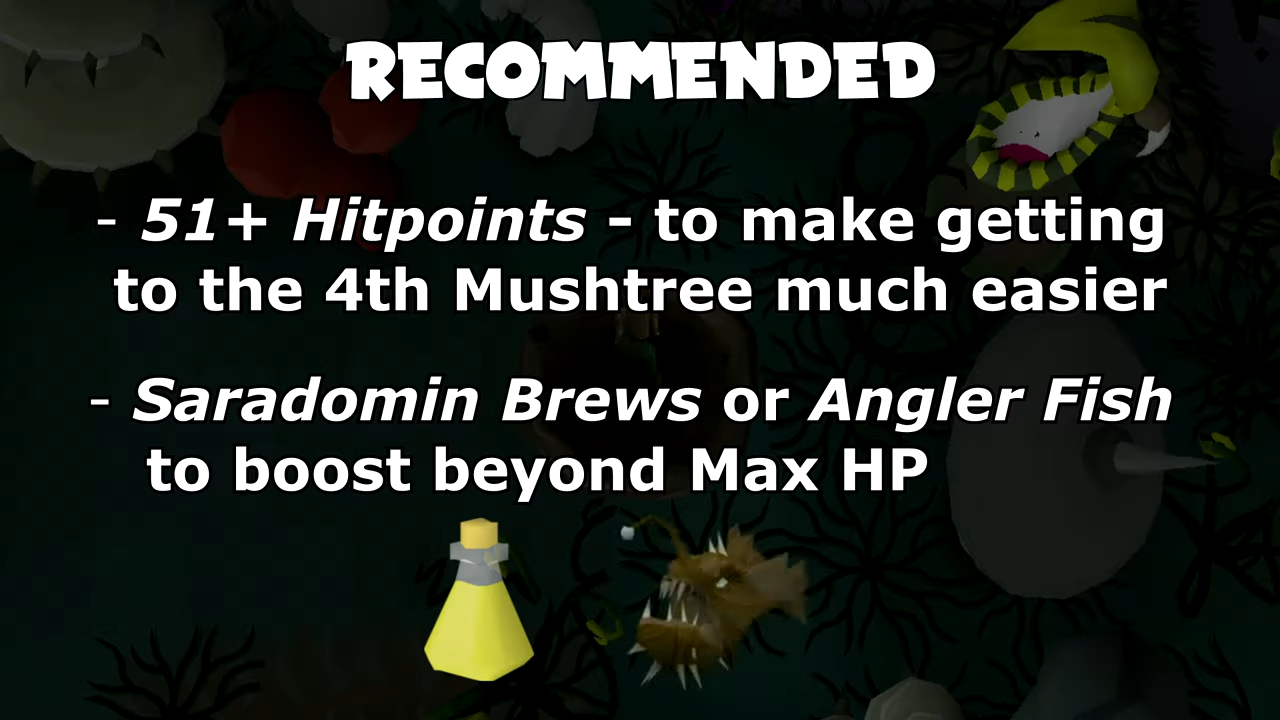 RECOMMENDED
- 51+ Hitpoints - to make getting
to the 4th Mushtree much easier
- Saradomin Brews or Angler Fish
to boost beyond Max HP